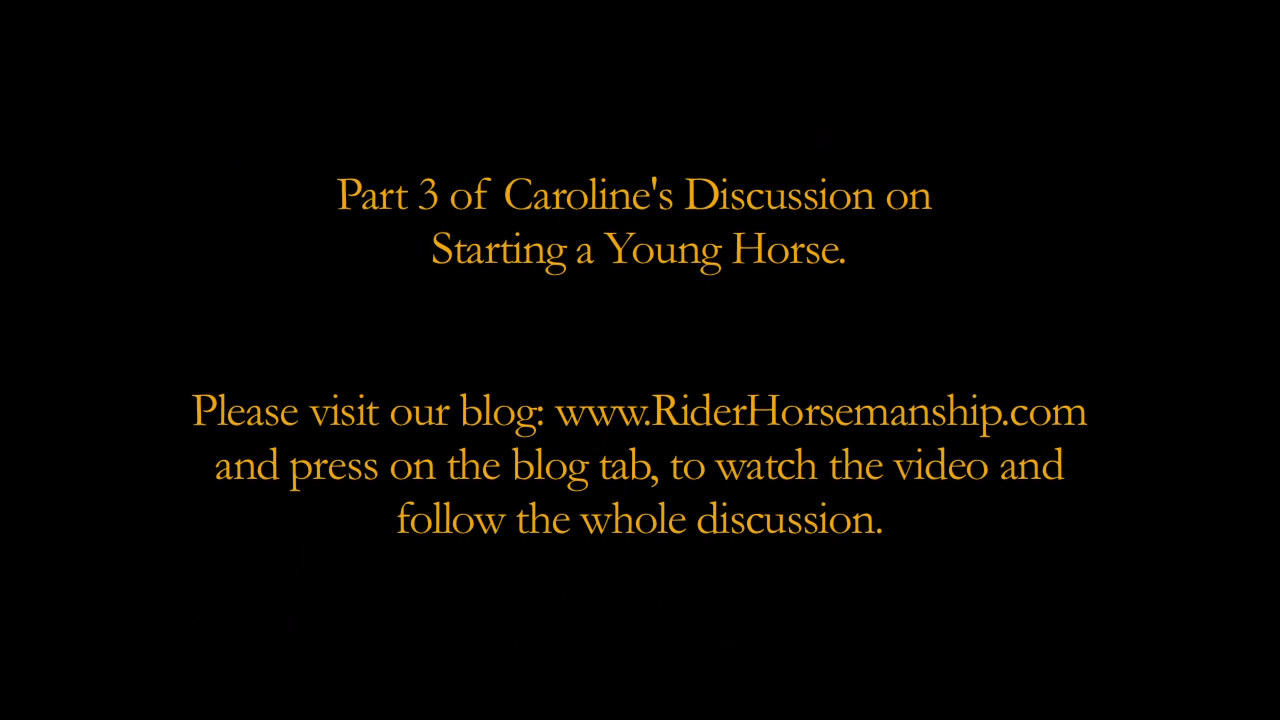 Part 3 of Caroline's Discussion on
Starting a Young Horse.
Please visit our blog: www.RiderHorsemanship.com
and press on the blog tab, to watch the video and
follow the whole discussion.